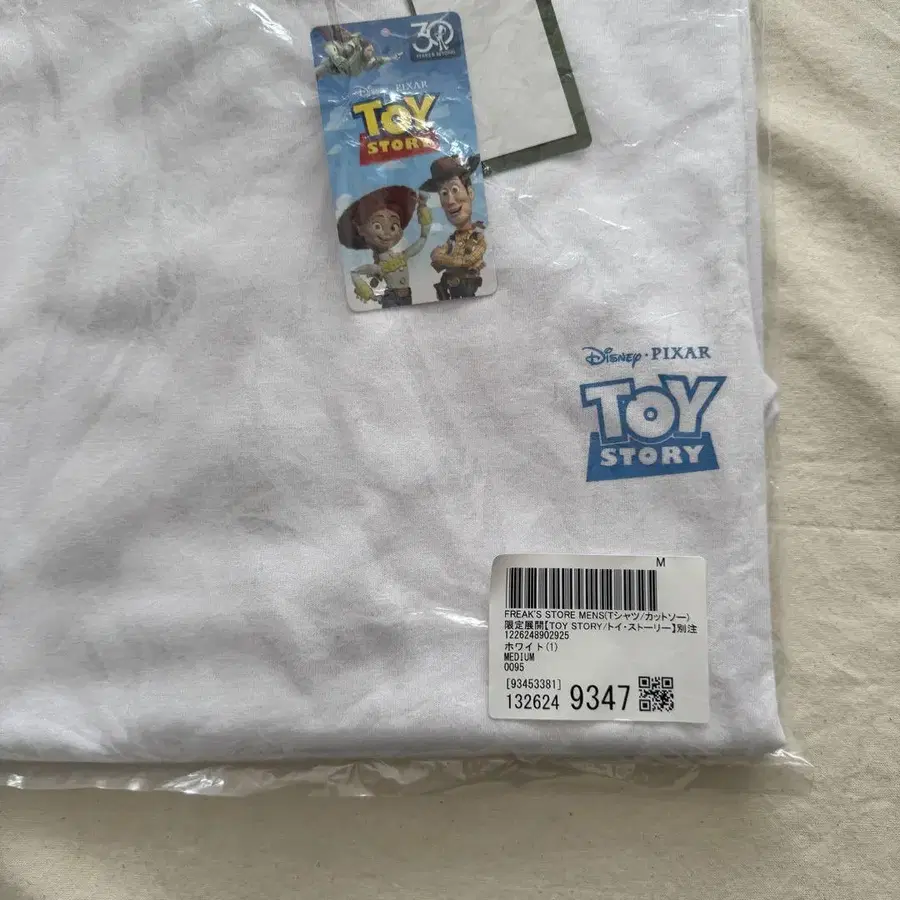 30
Disney · PIXAR
TOY
STORY
Disney · PIXAR
TOY
STORY
M
FREAK'S STORE MENS(Tシャツ/カットソー)
限定展開【TOY STORY/トイ・ストーリー】別注
1226248902925
ホワイト(1)
MEDIUM
0095
[93453381]
132624 9347